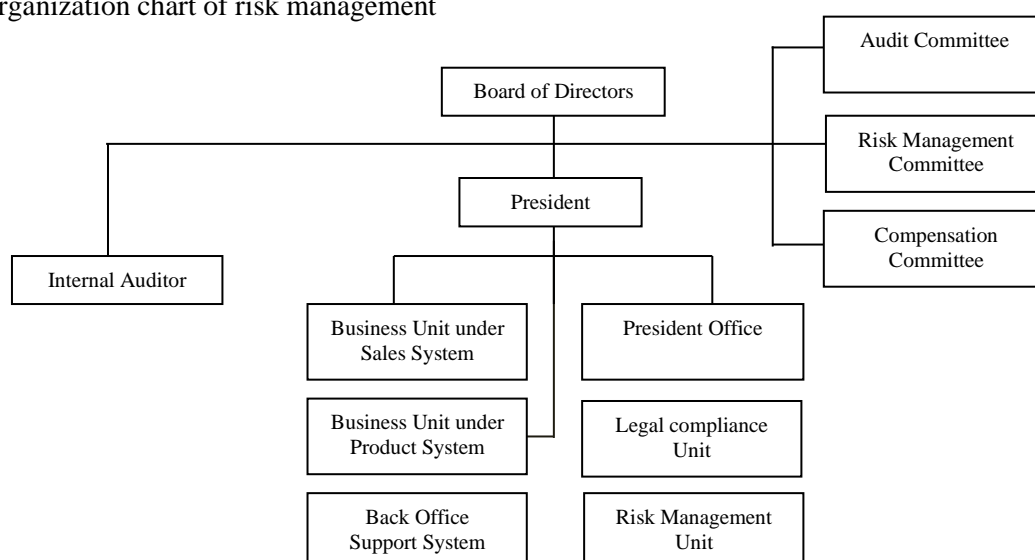 rganization chart of risk management
Audit Committee
Board of Directors
Risk Management
Committee
President
Compensation
Committee
Internal Auditor
Business Unit under
Sales System
President Office
Business Unit under
Product System
Legal compliance
Unit
Back Office
Support System
Risk Management
Unit